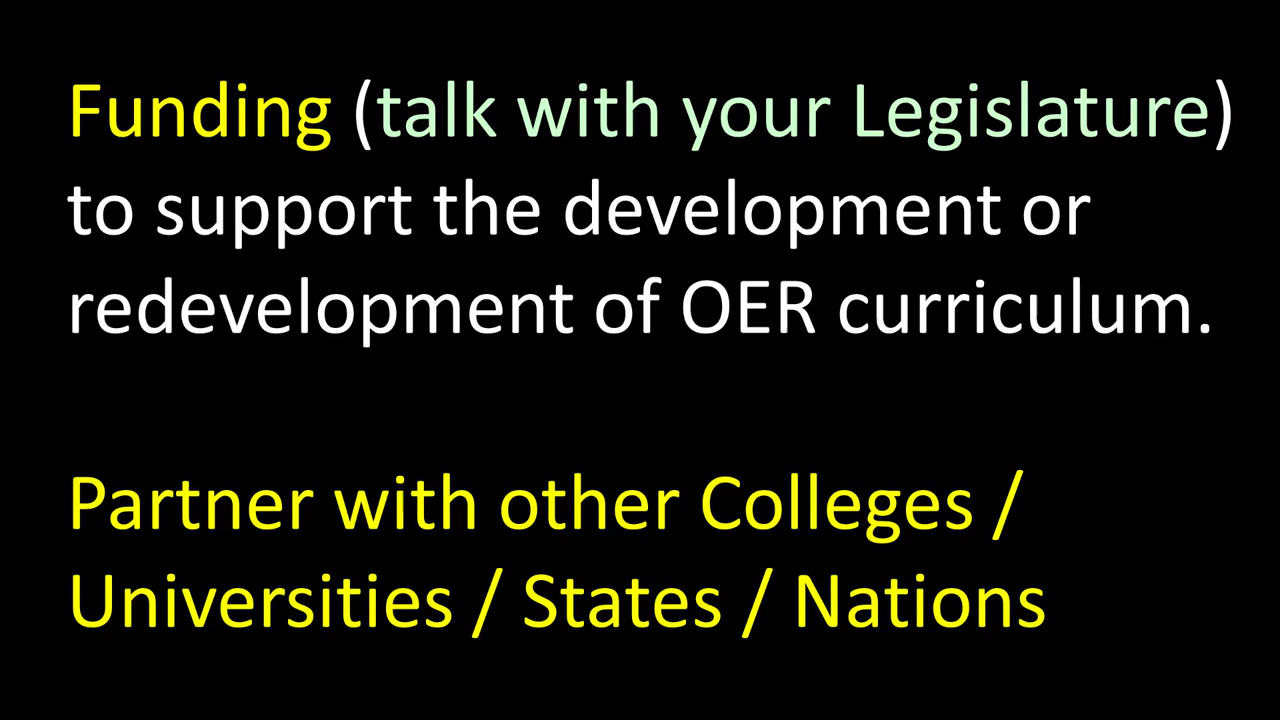 Funding (talk with your Legislature)
to support the development or
redevelopment of OER curriculum.
Partner with other Colleges /
Universities / States / Nations